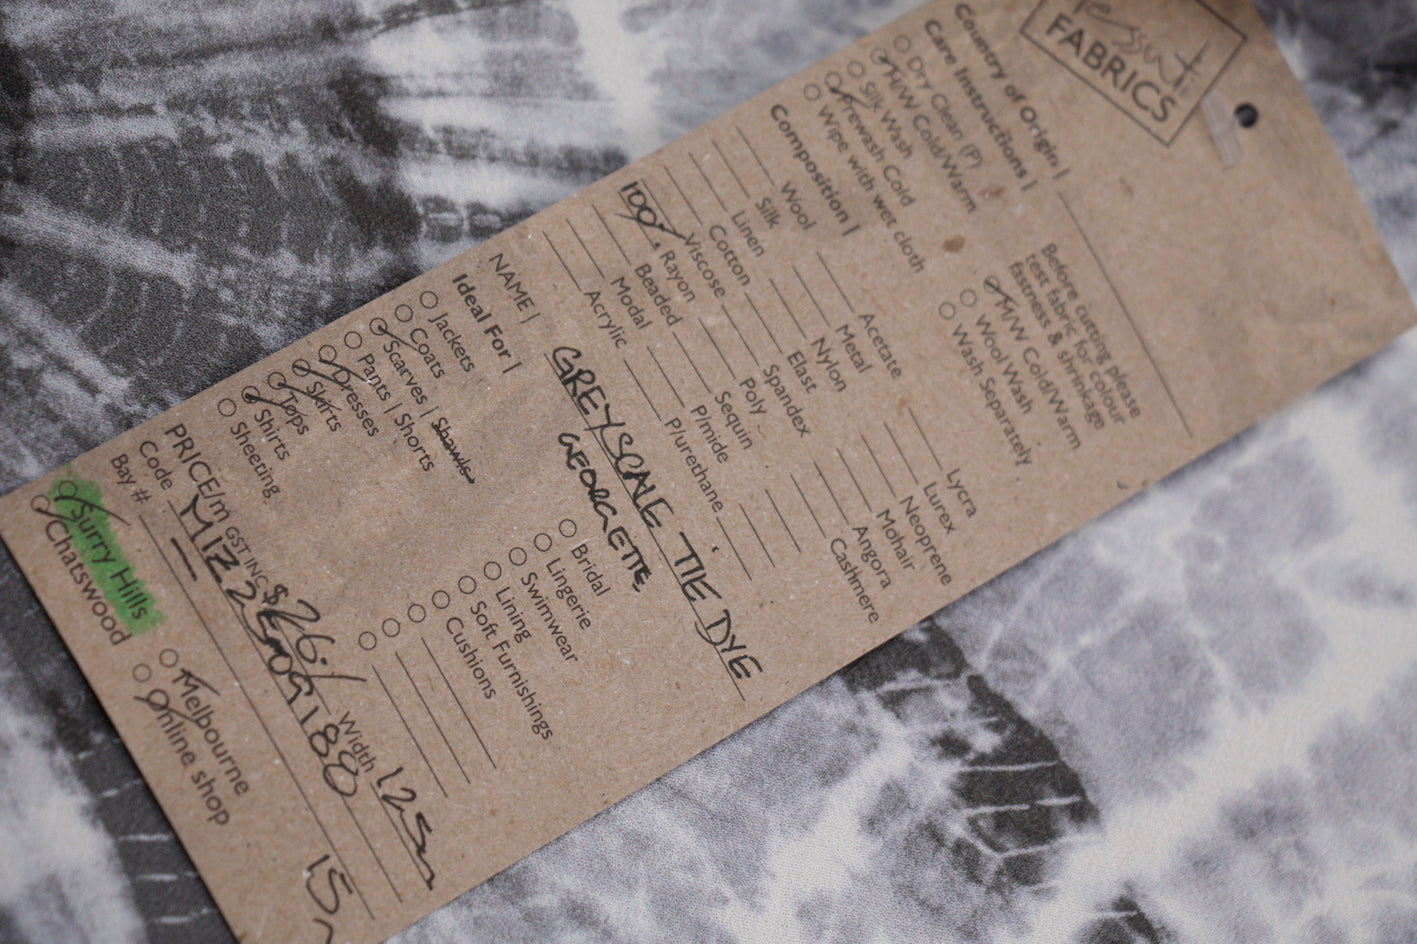 Tessuti
FABRICS
Country of Origin |
Care Instructions |
Dry Clean (P)
M/W Cold/Warm
Silk Wash
Prewash Cold
Wipe with wet cloth
Before cutting please
test fabric for colour
fastness & shrinkage
M/W Cold/Warm
Wool Wash
Wash Separately
Composition |
Wool
Silk
Linen
Cotton
Viscose
100% Rayon
Beaded
Modal
Acrylic
Acetate
Metal
Nylon
Elast
Spandex
Poly
Sequin
P/mide
P/urethane
Lycra
Lurex
Neoprene
Mohair
Angora
Cashmere
NAME | GREYSCALE TIE DYE
GEORGETTE
Ideal For |
Jackets
Coats
Scarves | Shawls
Pants | Shorts
Dresses
Skirts
Tops
Shirts
Sheeting
Bridal
Lingerie
Swimwear
Lining
Soft Furnishings
Cushions
PRICE/m GST INC $26.- Width 125
Code
Bay #
Surry Hills
Chatswood
Melbourne
Online shop
15